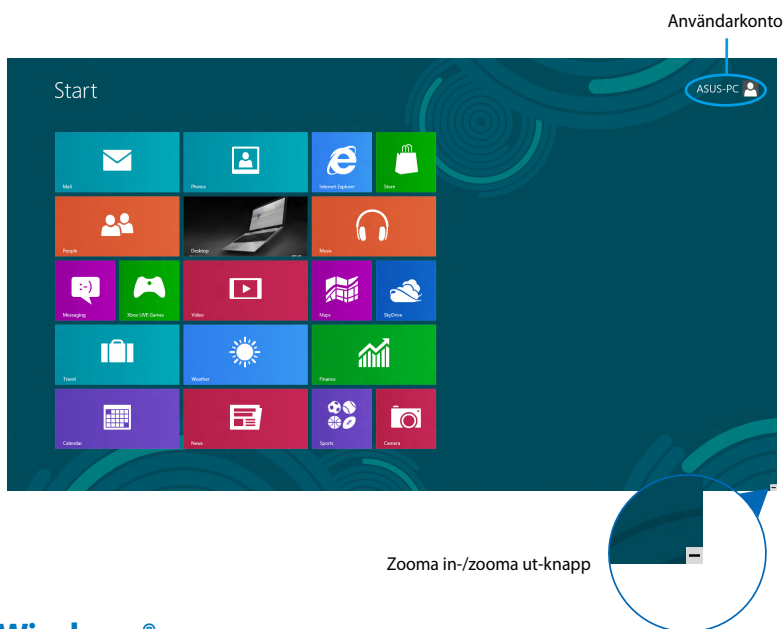 Användarkonto
Start
ASUS-PC
Mail
Photos
Internet Explorer
Store
People
Desktop
Music
Messaging
Xbox LIVE Games
Video
Maps
SkyDrive
Travel
Weather
Finance
Calendar
News
Sports
Camera
Zooma in-/zooma ut-knapp